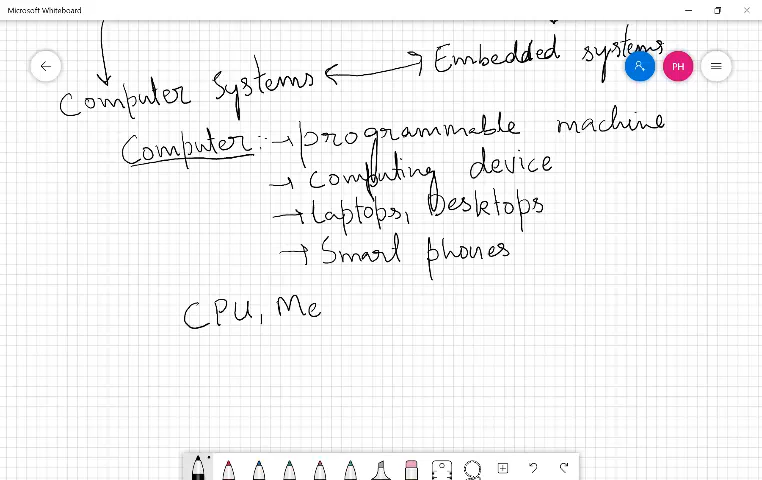 Microsoft Whiteboard
Computer Systems Embedded systems
PH
Computer:- programmable machine
computing device
Laptops, Desktops
Smart phones
CPU, Me